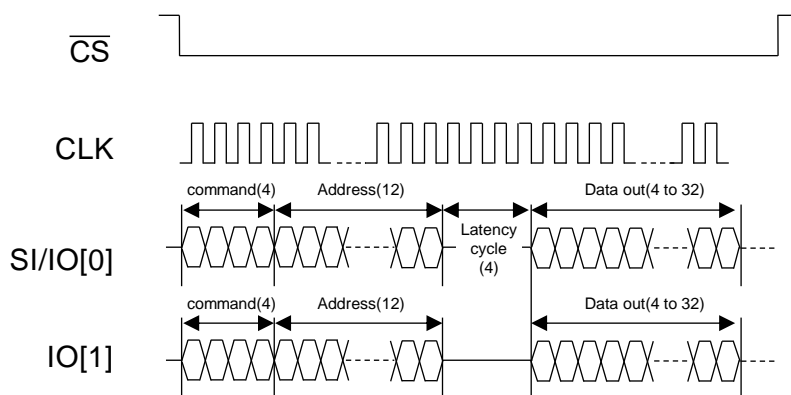 C̅S̅
CLK
command(4) Address(12) Data out(4 to 32)
SI/IO[0]
Latency
cycle
(4)
command(4) Address(12) Data out(4 to 32)
IO[1]